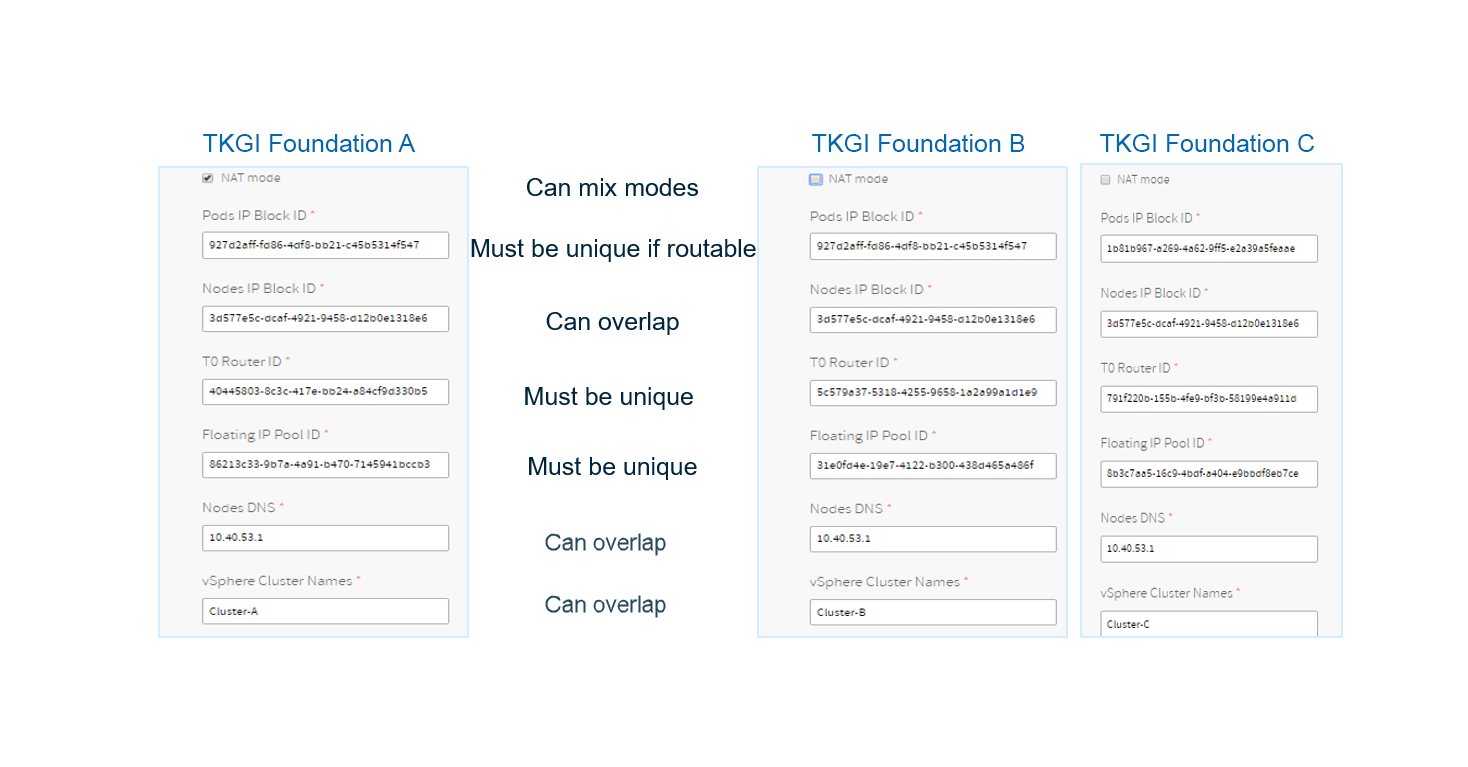 TKGI Foundation A
NAT mode
Pods IP Block ID *
927d2aff-fd86-4df8-bb21-c45b5314f547
Nodes IP Block ID *
3d577e5c-dcaf-4921-9458-d12b0e1318e6
T0 Router ID *
40445803-8c3c-417e-bb24-a84cf9d330b5
Floating IP Pool ID *
86213c33-9b7a-4a91-b470-7145941bccb3
Nodes DNS *
10.40.53.1
vSphere Cluster Names *
Cluster-A
Can mix modes
Must be unique if routable
Can overlap
Must be unique
Must be unique
Can overlap
Can overlap
TKGI Foundation B
NAT mode
Pods IP Block ID *
927d2aff-fd86-4df8-bb21-c45b5314f547
Nodes IP Block ID *
3d577e5c-dcaf-4921-9458-d12b0e1318e6
T0 Router ID *
5c579a37-5318-4255-9658-1a2a99a1d1e9
Floating IP Pool ID *
31e0fd4e-19e7-4122-b300-438d465a486f
Nodes DNS *
10.40.53.1
vSphere Cluster Names *
Cluster-B
TKGI Foundation C
NAT mode
Pods IP Block ID *
1b81b967-a269-4a62-9ff5-e2a39a5feaae
Nodes IP Block ID *
3d577e5c-dcaf-4921-9458-d12b0e1318e6
T0 Router ID *
791f220b-155b-4fe9-bf3b-58199e4a911d
Floating IP Pool ID *
8b3c7aa5-16c9-4bdf-a404-e9bbdf8eb7ce
Nodes DNS *
10.40.53.1
vSphere Cluster Names *
Cluster-C